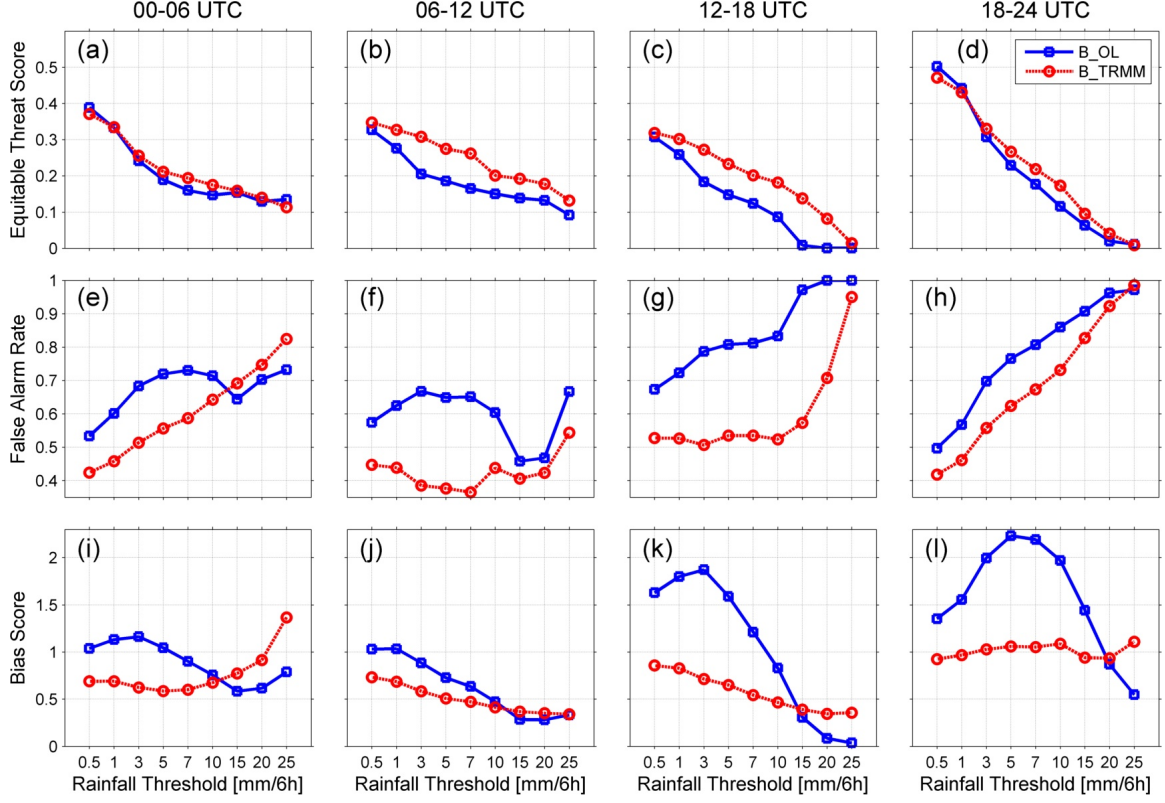 00-06 UTC 06-12 UTC 12-18 UTC 18-24 UTC
Equitable Threat Score
0.5
0.4
0.3
0.2
0.1
0
(a) (b) (c) (d)
B_OL
B_TRMM
False Alarm Rate
1
0.9
0.8
0.7
0.6
0.5
0.4
(e) (f) (g) (h)
Bias Score
2
1.5
1
0.5
0
(i) (j) (k) (l)
0.5 1 3 5 7 10 15 20 25 0.5 1 3 5 7 10 15 20 25 0.5 1 3 5 7 10 15 20 25 0.5 1 3 5 7 10 15 20 25
Rainfall Threshold [mm/6h] Rainfall Threshold [mm/6h] Rainfall Threshold [mm/6h] Rainfall Threshold [mm/6h]